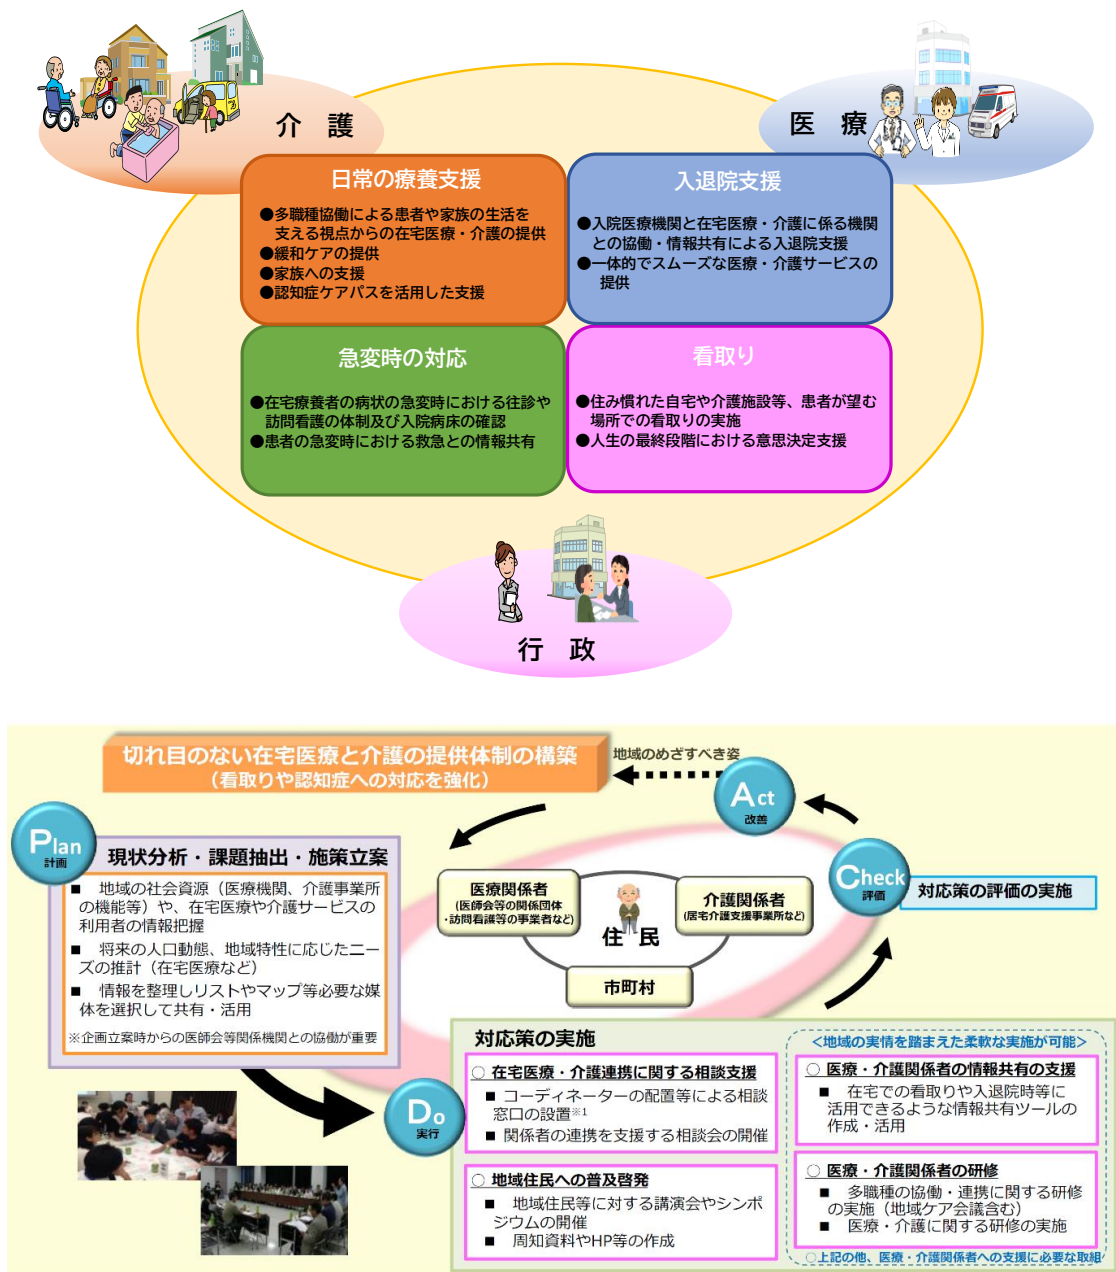 介　護
医　療
日常の療養支援
●多職種協働による患者や家族の生活を
支える視点からの在宅医療・介護の提供
●緩和ケアの提供
●家族への支援
●認知症ケアパスを活用した支援
入退院支援
●入院医療機関と在宅医療・介護に係る機関
との協働・情報共有による入退院支援
●一体的でスムーズな医療・介護サービスの
提供
急変時の対応
●在宅療養者の病状の急変時における往診や
訪問看護の体制及び入院病床の確認
●患者の急変時における救急との情報共有
看取り
●住み慣れた自宅や介護施設等、患者が望む
場所での看取りの実施
●人生の最終段階における意思決定支援
行　政
切れ目のない在宅医療と介護の提供体制の構築
（看取りや認知症への対応を強化）
地域のめざすべき姿
Act
改善
Plan
計画
現状分析・課題抽出・施策立案
■　地域の社会資源（医療機関、介護事業所
の機能等）や、在宅医療や介護サービスの
利用者の情報把握
■　将来の人口動態、地域特性に応じたニー
ズの推計（在宅医療など）
■　情報を整理しリストやマップ等必要な媒
体を選択して共有・活用
※企画立案時からの医師会等関係機関との協働が重要
医療関係者
(医師会等の関係団体
・訪問看護等の事業者など)
介護関係者
(居宅介護支援事業所など)
住　民
市町村
Check
評価
対応策の評価の実施
Do
実行
対応策の実施
○ 在宅医療・介護連携に関する相談支援
■ コーディネーターの配置等による相談
窓口の設置※1
■ 関係者の連携を支援する相談会の開催
○ 地域住民への普及啓発
■　地域住民等に対する講演会やシンポ
ジウムの開催
■　周知資料やHP等の作成
＜地域の実情を踏まえた柔軟な実施が可能＞
○ 医療・介護関係者の情報共有の支援
■　在宅での看取りや入退院時等に
活用できるような情報共有ツールの
作成・活用
○ 医療・介護関係者の研修
■　多職種の協働・連携に関する研修
の実施（地域ケア会議含む）
■　医療・介護に関する研修の実施
○上記の他、医療・介護関係者への支援に必要な取組